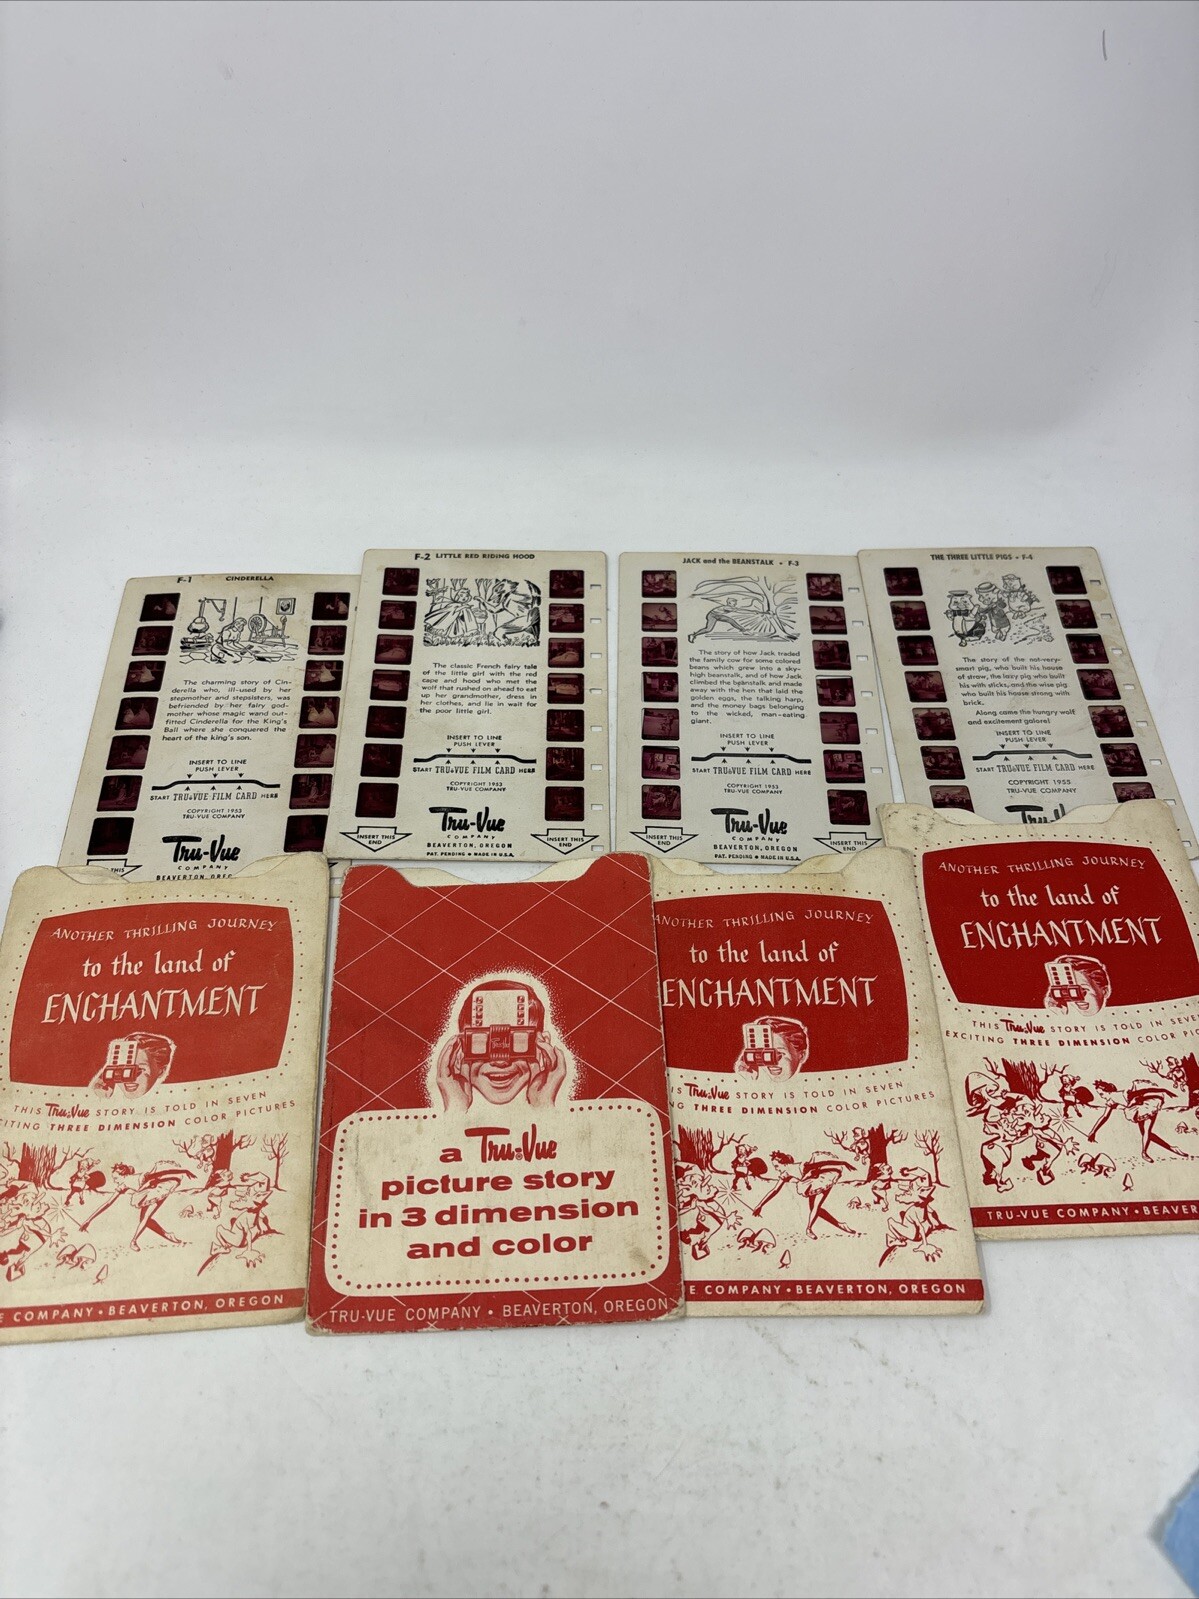 F-1 CINDERELLA
The charming story of Cin-
derella who, ill-used by her
stepmother and stepsisters, was
befriended by her fairy god-
mother whose magic wand out-
fitted Cinderella for the King's
Ball where she conquered the
heart of the king's son.
INSERT TO LINE
PUSH LEVER
START TRU-VUE FILM CARD HERE
COPYRIGHT 1953
TRU-VUE COMPANY
Tru-Vue
COMPANY
BEAVERTON, OREG
THIS
F-2 LITTLE RED RIDING HOOD
The classic French fairy tale
of the little girl with the red
cape and hood who met the
wolf that rushed on ahead to eat
up her grandmother, dress in
her clothes, and lie in wait for
the poor little girl.
INSERT TO LINE
PUSH LEVER
START TRU-VUE FILM CARD HERE
COPYRIGHT 1953
TRU-VUE COMPANY
Tru-Vue
COMPANY
BEAVERTON, OREGON
PAT. PENDING • MADE IN U.S.A.
INSERT THIS
END
INSERT THIS
END
JACK and the BEANSTALK • F-3
The story of how Jack traded
the family cow for some colored
beans which grew into a sky-
high beanstalk, and of how Jack
climbed the beanstalk and made
away with the hen that laid the
golden eggs, the talking harp,
and the money bags belonging
to the wicked, man-eating
giant.
INSERT TO LINE
PUSH LEVER
START TRU-VUE FILM CARD HERE
COPYRIGHT 1953
TRU-VUE COMPANY
Tru-Vue
COMPANY
BEAVERTON, OREGON
PAT. PENDING • MADE IN U.S.A.
INSERT THIS
END
INSERT THIS
END
THE THREE LITTLE PIGS • F-4
The story of the not-very-
smart pig, who built his house
of straw, the lazy pig who built
his with sticks, and the wise pig
who built his house strong with
brick.
Along came the hungry wolf
and excitement galore!
INSERT TO LINE
PUSH LEVER
START TRU-VUE FILM CARD HERE
COPYRIGHT 1955
TRU-VUE COMPANY
ANOTHER THRILLING JOURNEY
to the land of
ENCHANTMENT
THIS Tru-Vue STORY IS TOLD IN SEVEN
CITING THREE DIMENSION COLOR PICTURES
E COMPANY • BEAVERTON, OREGON
a Tru-Vue
picture story
in 3 dimension
and color
TRU-VUE COMPANY • BEAVERTON, OREGON
ANOTHER THRILLING JOURNEY
to the land of
ENCHANTMENT
IS Tru-Vue STORY IS TOLD IN SEVEN
NG THREE DIMENSION COLOR PICTURES
E COMPANY • BEAVERTON, OREGON
ANOTHER THRILLING JOURNEY
to the land of
ENCHANTMENT
THIS Tru-Vue STORY IS TOLD IN SEVE
EXCITING THREE DIMENSION COLOR P
TRU-VUE COMPANY • BEAVER